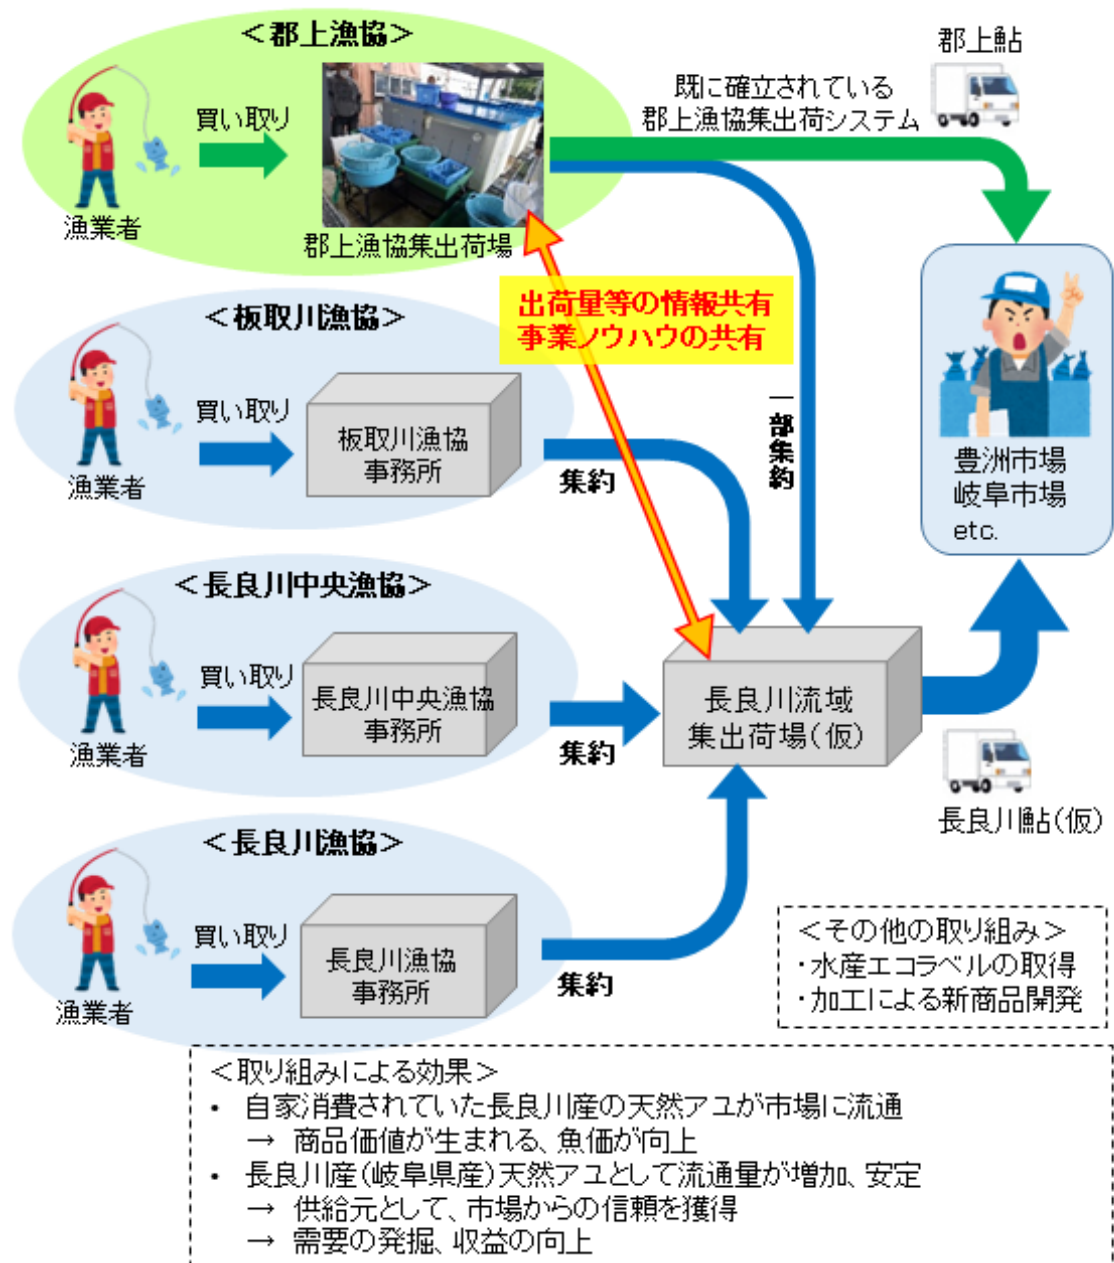 ＜郡上漁協＞
買い取り
漁業者
郡上漁協集出荷場
既に確立されている
郡上漁協集出荷システム
郡上鮎
出荷量等の情報共有
事業ノウハウの共有
一部集約
豊洲市場
岐阜市場
etc.
＜板取川漁協＞
買い取り
漁業者
板取川漁協
事務所
集約
＜長良川中央漁協＞
買い取り
漁業者
長良川中央漁協
事務所
集約
長良川流域
集出荷場(仮)
長良川鮎(仮)
＜長良川漁協＞
買い取り
漁業者
長良川漁協
事務所
集約
＜その他の取り組み＞
・水産エコラベルの取得
・加工による新商品開発
＜取り組みによる効果＞
• 自家消費されていた長良川産の天然アユが市場に流通
→ 商品価値が生まれる、魚価が向上
• 長良川産(岐阜県産)天然アユとして流通量が増加、安定
→ 供給元として、市場からの信頼を獲得
→ 需要の発掘、収益の向上